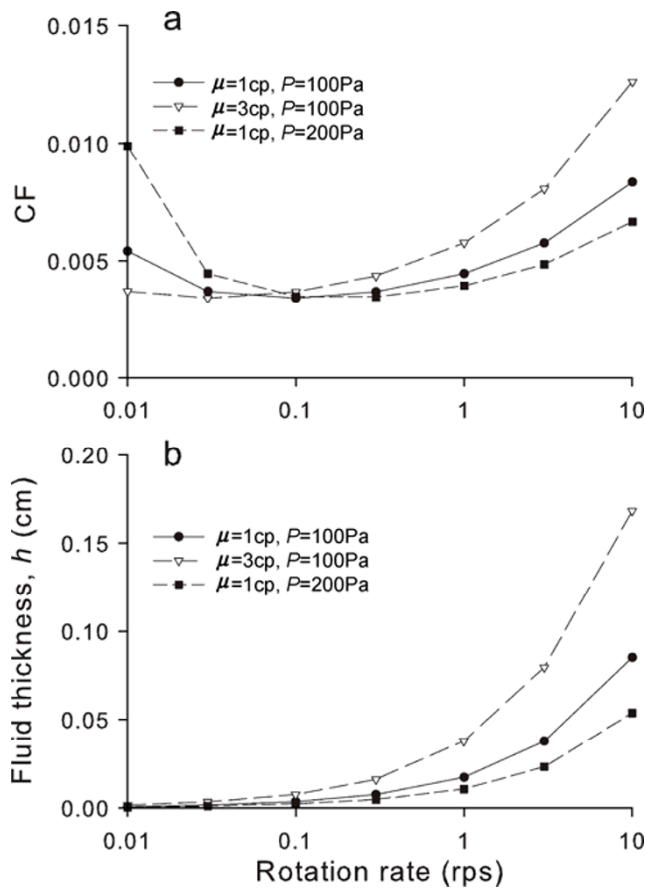 a
0.015
μ=1cp, P=100Pa
μ=3cp, P=100Pa
μ=1cp, P=200Pa
0.010
CF
0.005
0.000
0.01 0.1 1 10
b
0.20
μ=1cp, P=100Pa
μ=3cp, P=100Pa
μ=1cp, P=200Pa
0.15
Fluid thickness, h (cm)
0.10
0.05
0.00
0.01 0.1 1 10
Rotation rate (rps)